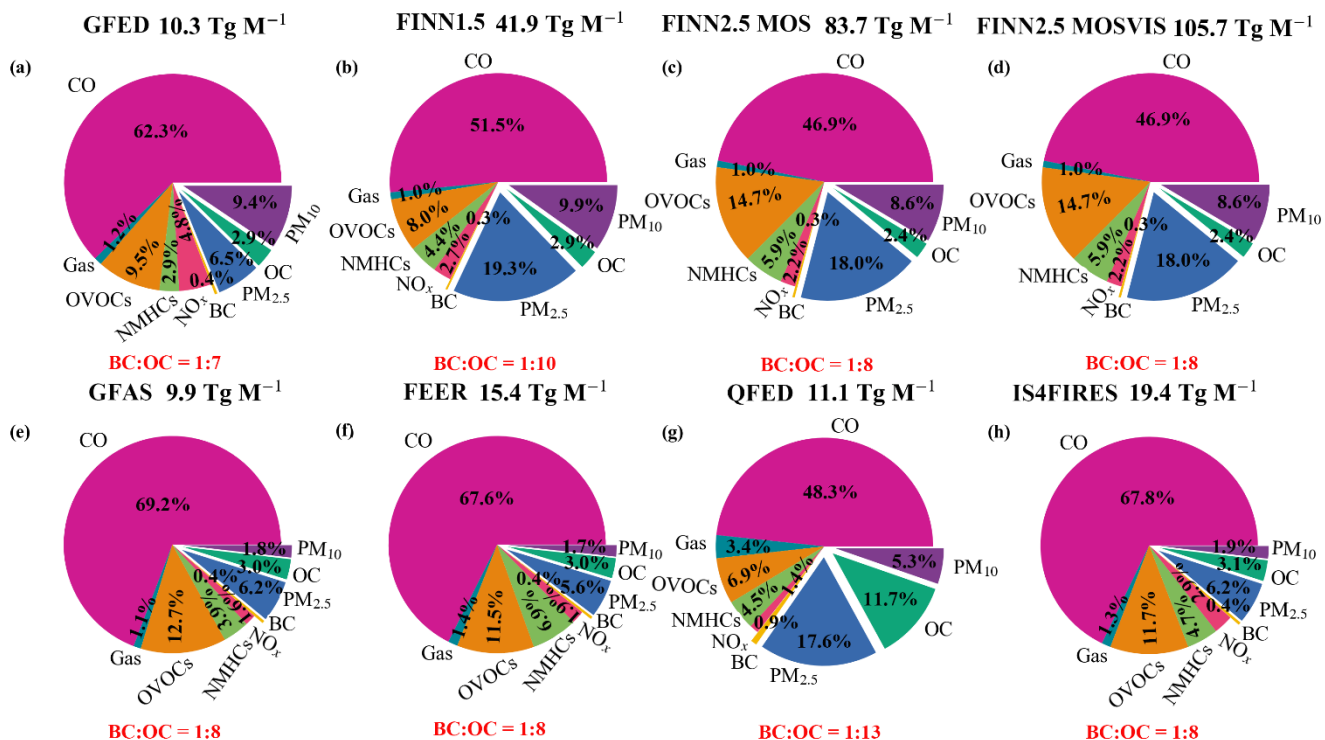 GFED 10.3 Tg M⁻¹
(a)
CO
62.3%
1.2%
Gas
9.5%
OVOCs
2.9%
NMHCs
4.8%
NOₓ
0.4%
BC
6.5%
PM₂.₅
2.9%
OC
9.4%
PM₁₀
BC:OC = 1:7
FINN1.5 41.9 Tg M⁻¹
(b)
CO
51.5%
Gas
1.0%
OVOCs
8.0%
NMHCs
4.4%
NOₓ
2.7%
BC
0.3%
19.3%
PM₂.₅
2.9%
OC
9.9%
PM₁₀
BC:OC = 1:10
FINN2.5 MOS 83.7 Tg M⁻¹
(c)
CO
46.9%
Gas
1.0%
OVOCs
14.7%
NMHCs
5.9%
NOₓ
2.2%
BC
0.3%
18.0%
PM₂.₅
2.4%
OC
8.6%
PM₁₀
BC:OC = 1:8
FINN2.5 MOSVIS 105.7 Tg M⁻¹
(d)
CO
46.9%
Gas
1.0%
OVOCs
14.7%
NMHCs
5.9%
NOₓ
2.2%
BC
0.3%
18.0%
PM₂.₅
2.4%
OC
8.6%
PM₁₀
BC:OC = 1:8
GFAS 9.9 Tg M⁻¹
(e)
CO
69.2%
1.1%
Gas
12.7%
OVOCs
3.9%
NMHCs
1.6%
NOₓ
0.4%
BC
6.2%
PM₂.₅
3.0%
OC
1.8%
PM₁₀
BC:OC = 1:8
FEER 15.4 Tg M⁻¹
(f)
CO
67.6%
1.4%
Gas
11.5%
OVOCs
6.9%
NMHCs
1.9%
NOₓ
0.4%
BC
5.6%
PM₂.₅
3.0%
OC
1.7%
PM₁₀
BC:OC = 1:8
QFED 11.1 Tg M⁻¹
(g)
CO
48.3%
Gas
3.4%
OVOCs
6.9%
NMHCs
4.5%
NOₓ
1.4%
BC
0.9%
17.6%
PM₂.₅
11.7%
OC
5.3%
PM₁₀
BC:OC = 1:13
IS4FIRES 19.4 Tg M⁻¹
(h)
CO
67.8%
1.3%
Gas
11.7%
OVOCs
4.7%
NMHCs
NOₓ
0.4%
BC
6.2%
PM₂.₅
3.1%
OC
1.9%
PM₁₀
BC:OC = 1:8